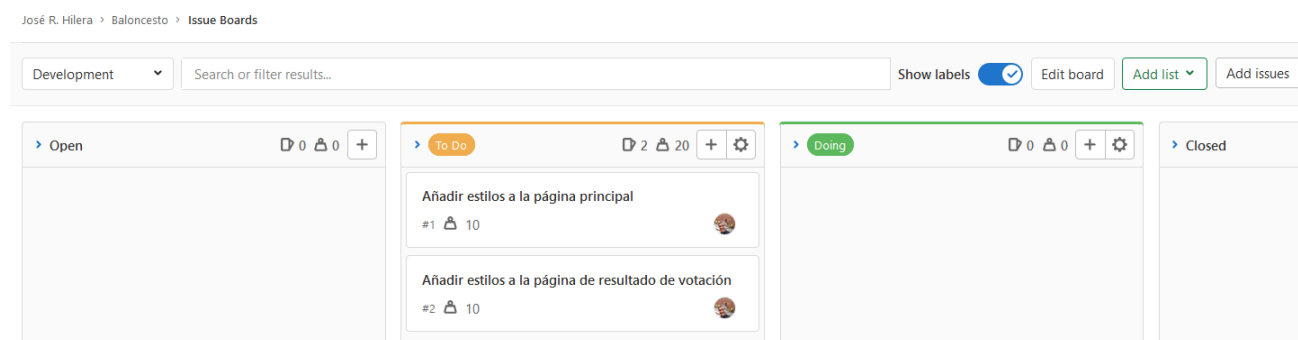 José R. Hilera > Baloncesto > Issue Boards
Development
Search or filter results...
Show labels
Edit board
Add list
Add issues
Open 0 0 +
To Do 2 20 +
Doing 0 0 +
Closed
Añadir estilos a la página principal
#1 10
Añadir estilos a la página de resultado de votación
#2 10